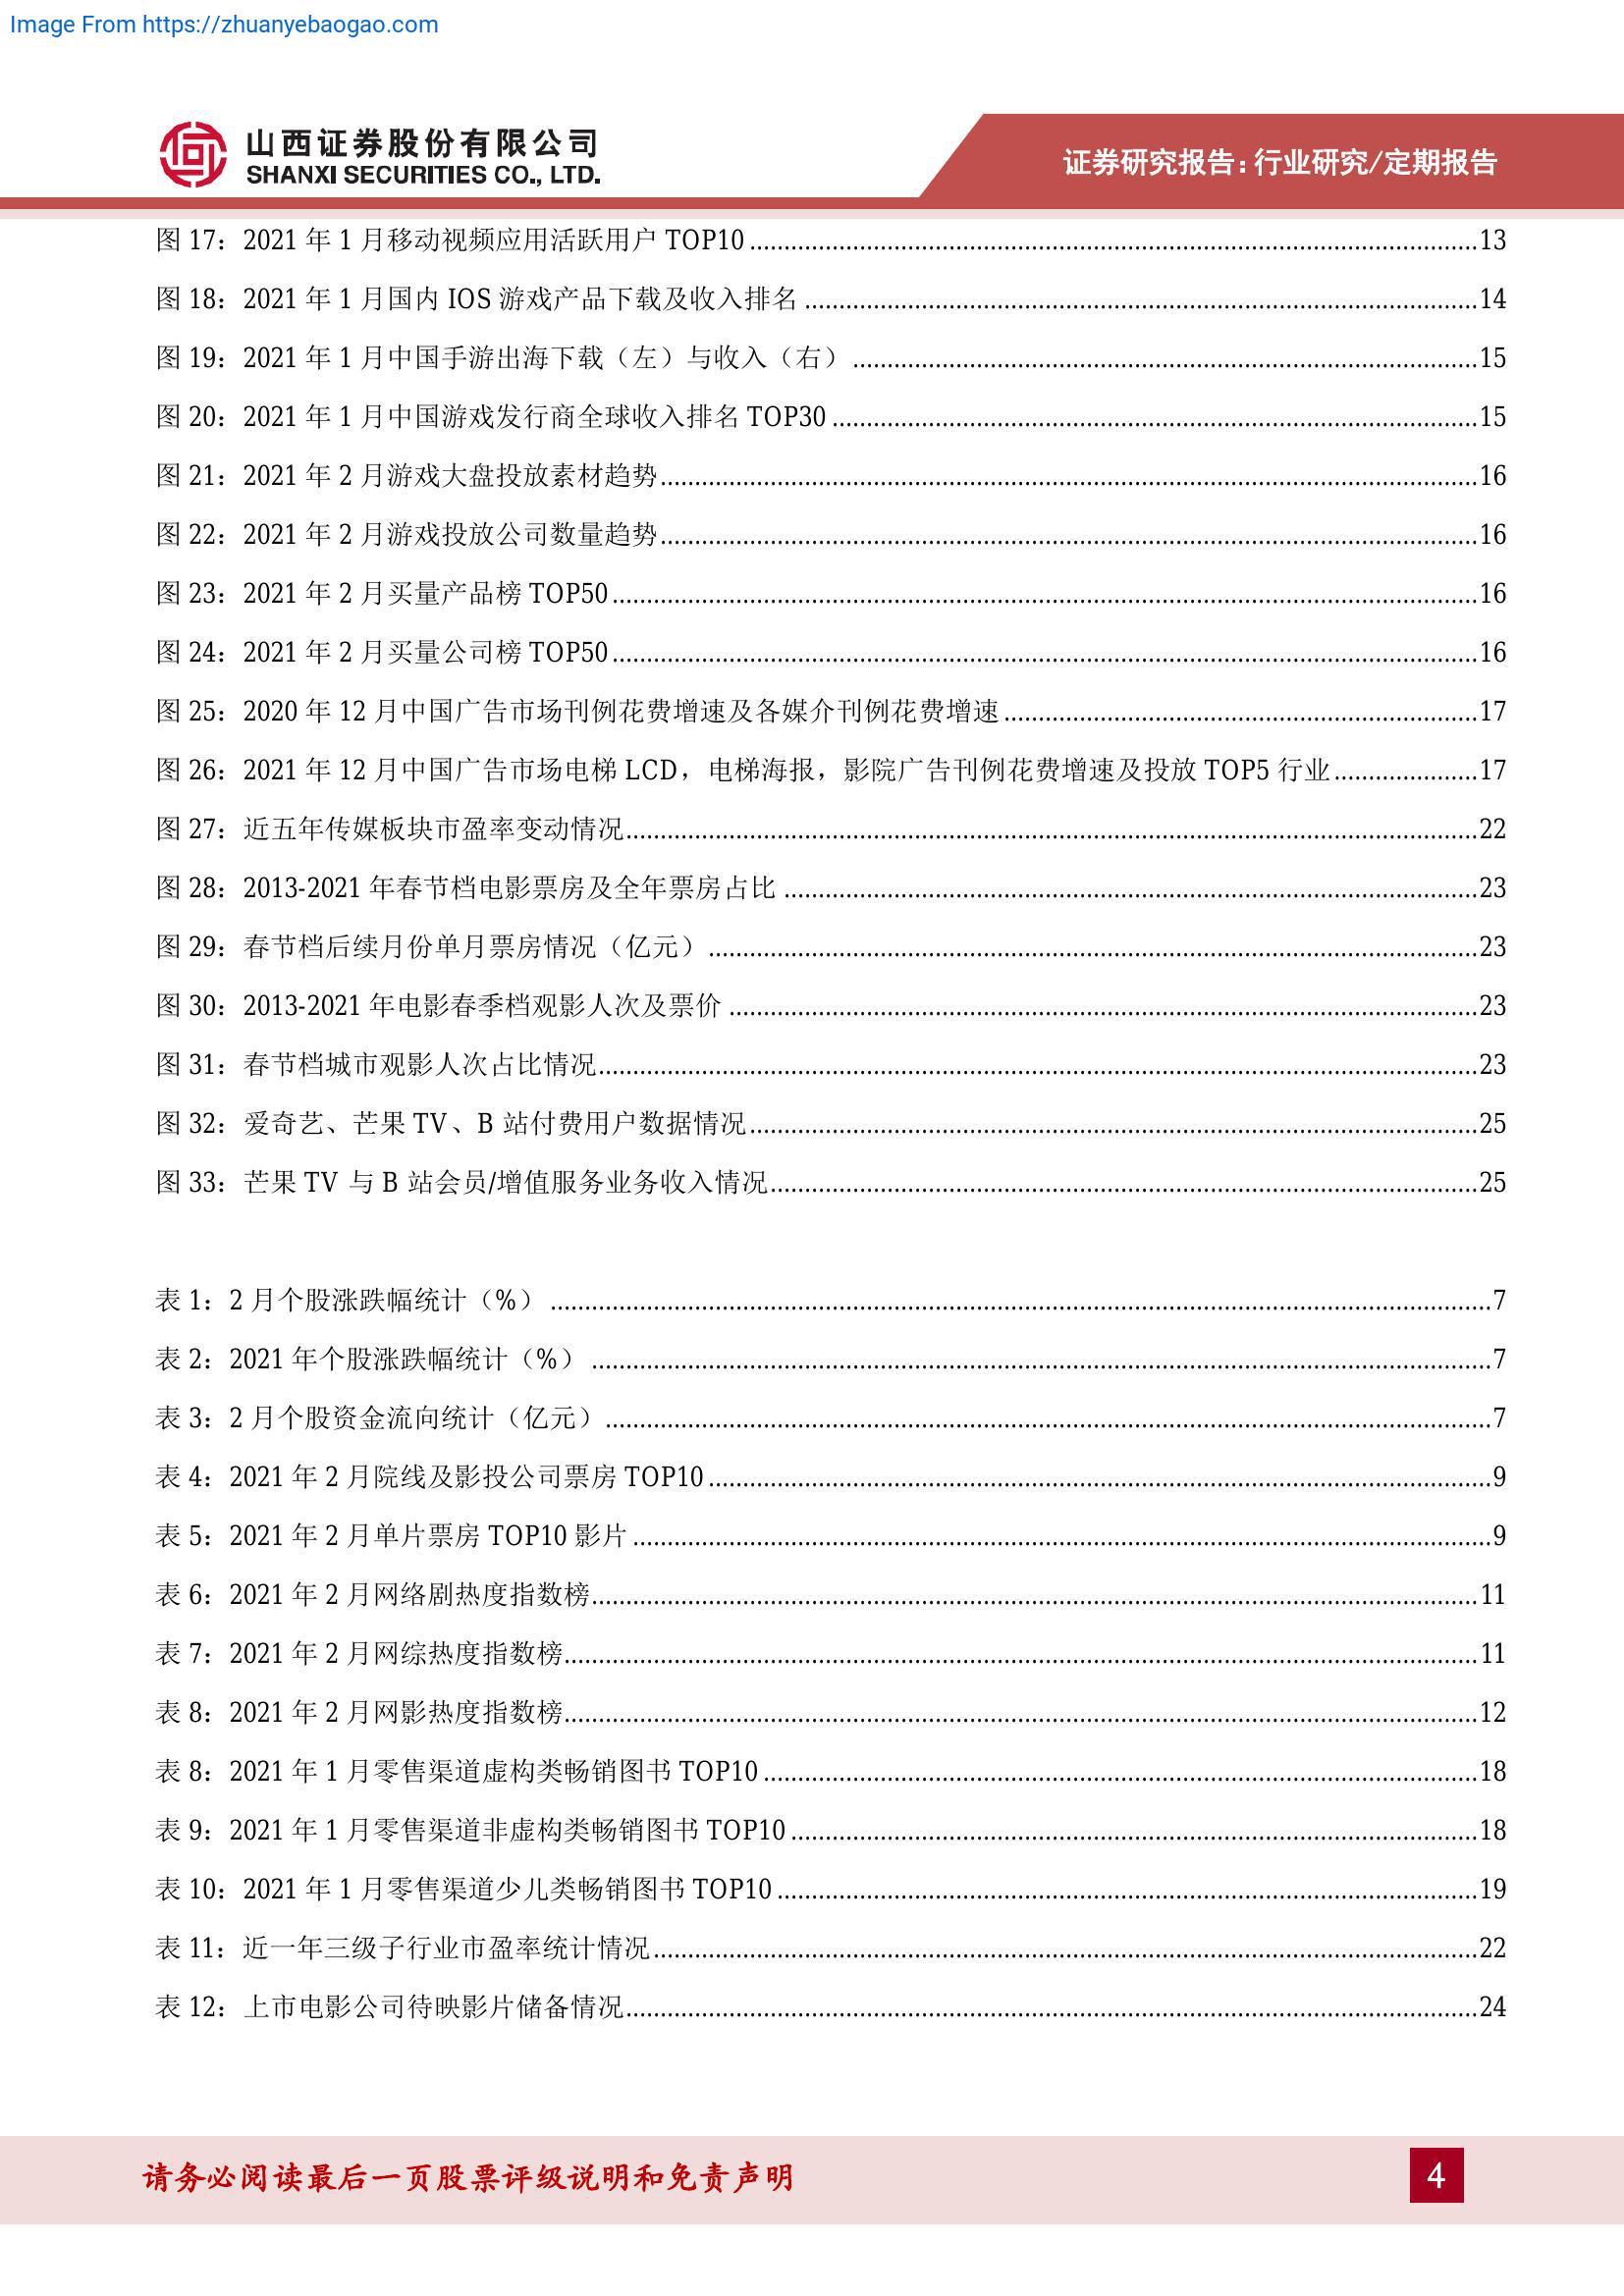 Image From https://zhuanyebaogao.com
山西证券股份有限公司
SHANXI SECURITIES CO., LTD.
证券研究报告:行业研究/定期报告
图 17：2021 年 1 月移动视频应用活跃用户 TOP10 13
图 18：2021 年 1 月国内 IOS 游戏产品下载及收入排名 14
图 19：2021 年 1 月中国手游出海下载（左）与收入（右） 15
图 20：2021 年 1 月中国游戏发行商全球收入排名 TOP30 15
图 21：2021 年 2 月游戏大盘投放素材趋势 16
图 22：2021 年 2 月游戏投放公司数量趋势 16
图 23：2021 年 2 月买量产品榜 TOP50 16
图 24：2021 年 2 月买量公司榜 TOP50 16
图 25：2020 年 12 月中国广告市场刊例花费增速及各媒介刊例花费增速 17
图 26：2021 年 12 月中国广告市场电梯 LCD，电梯海报，影院广告刊例花费增速及投放 TOP5 行业 17
图 27：近五年传媒板块市盈率变动情况 22
图 28：2013-2021 年春节档电影票房及全年票房占比 23
图 29：春节档后续月份单月票房情况（亿元） 23
图 30：2013-2021 年电影春季档观影人次及票价 23
图 31：春节档城市观影人次占比情况 23
图 32：爱奇艺、芒果 TV、B 站付费用户数据情况 25
图 33：芒果 TV 与 B 站会员/增值服务业务收入情况 25
表 1：2 月个股涨跌幅统计（%） 7
表 2：2021 年个股涨跌幅统计（%） 7
表 3：2 月个股资金流向统计（亿元） 7
表 4：2021 年 2 月院线及影投公司票房 TOP10 9
表 5：2021 年 2 月单片票房 TOP10 影片 9
表 6：2021 年 2 月网络剧热度指数榜 11
表 7：2021 年 2 月网综热度指数榜 11
表 8：2021 年 2 月网影热度指数榜 12
表 8：2021 年 1 月零售渠道虚构类畅销图书 TOP10 18
表 9：2021 年 1 月零售渠道非虚构类畅销图书 TOP10 18
表 10：2021 年 1 月零售渠道少儿类畅销图书 TOP10 19
表 11：近一年三级子行业市盈率统计情况 22
表 12：上市电影公司待映影片储备情况 24
请务必阅读最后一页股票评级说明和免责声明
4